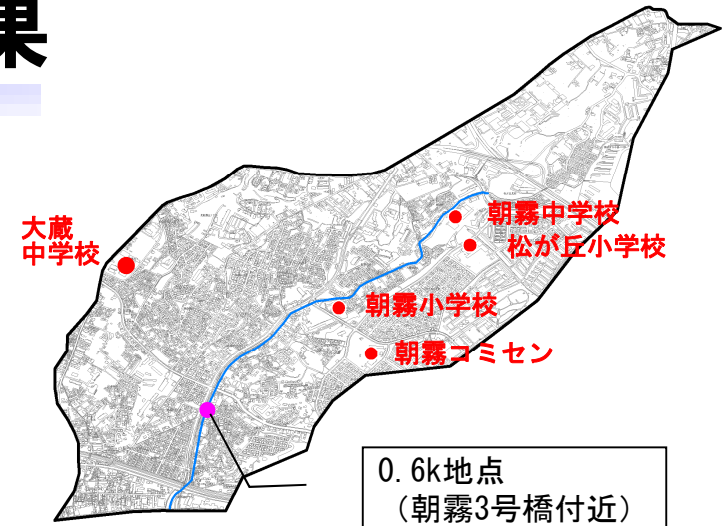 果
大蔵
中学校
朝霧中学校
松が丘小学校
朝霧小学校
朝霧コミセン
0.6k地点
（朝霧3号橋付近）